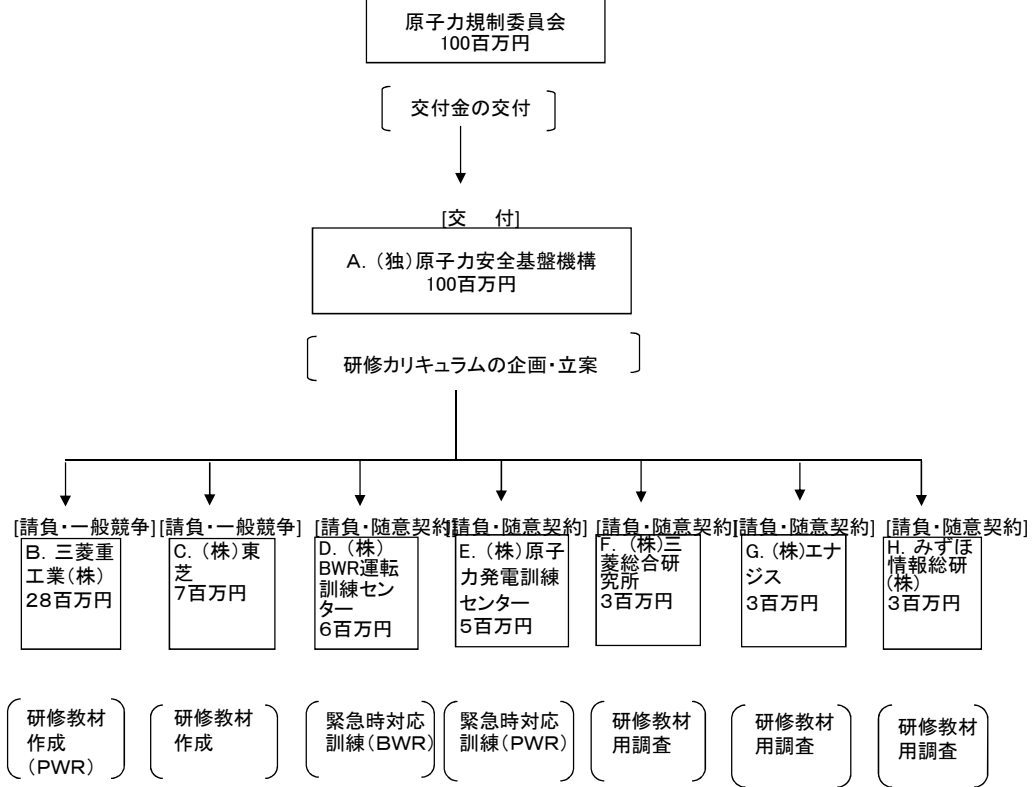 原子力規制委員会
100百万円
交付金の交付
[交　付]
A. (独)原子力安全基盤機構
100百万円
研修カリキュラムの企画・立案
[請負・一般競争]
B. 三菱重
工業(株)
28百万円
研修教材
作成
(PWR)
[請負・一般競争]
C. (株)東
芝
7百万円
研修教材
作成
[請負・随意契約]
D. (株)
BWR運転
訓練セン
ター
6百万円
緊急時対応
訓練(BWR)
[請負・随意契約]
E. (株)原子
力発電訓練
センター
5百万円
緊急時対応
訓練(PWR)
[請負・随意契約]
F. (株)三
菱総合研
究所
3百万円
研修教材
用調査
[請負・随意契約]
G. (株)エナ
ジス
3百万円
研修教材
用調査
[請負・随意契約]
H. みずほ
情報総研
(株)
3百万円
研修教材
用調査